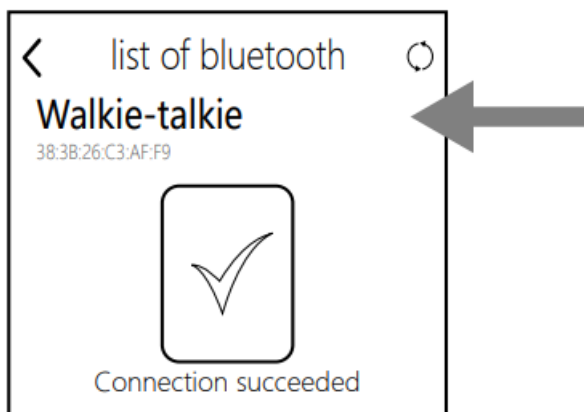 list of bluetooth
Walkie-talkie
38:3B:26:C3:AF:F9
Connection succeeded